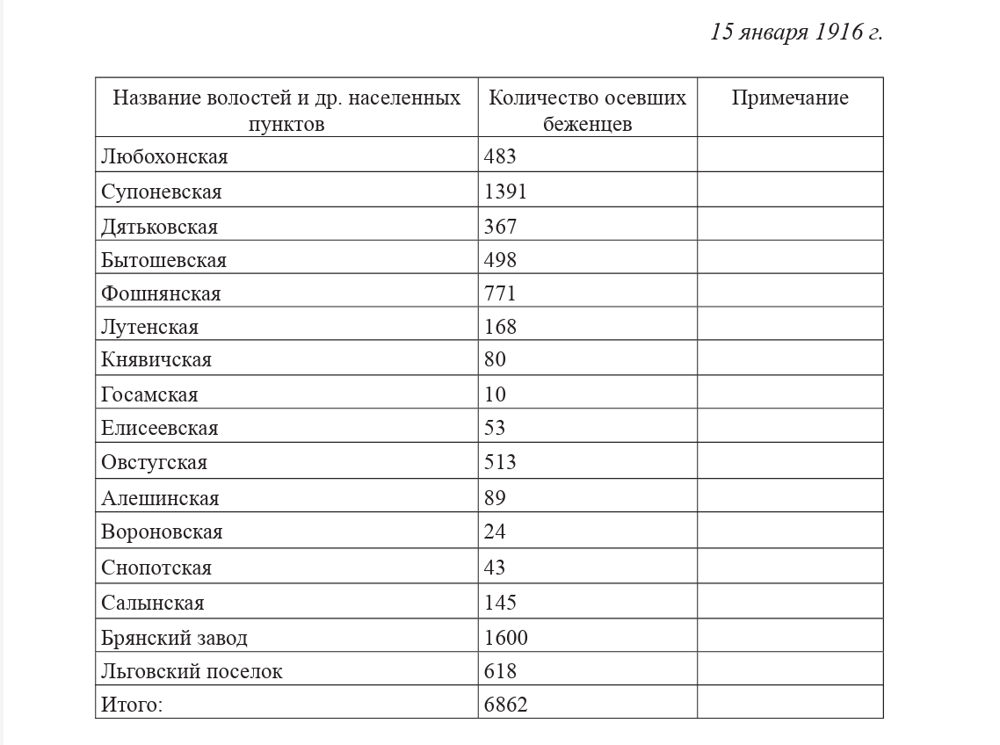 15 января 1916 г.
Название волостей и др. населенных Количество осевших Примечание
пунктов беженцев
Любохонская 483
Супоневская 1391
Дятьковская 367
Бытошевская 498
Фошнянская 771
Лутенская 168
Княвичская 80
Госамская 10
Елисеевская 53
Овстугская 513
Алешинская 89
Вороновская 24
Снопотская 43
Салынская 145
Брянский завод 1600
Льговский поселок 618
Итого: 6862